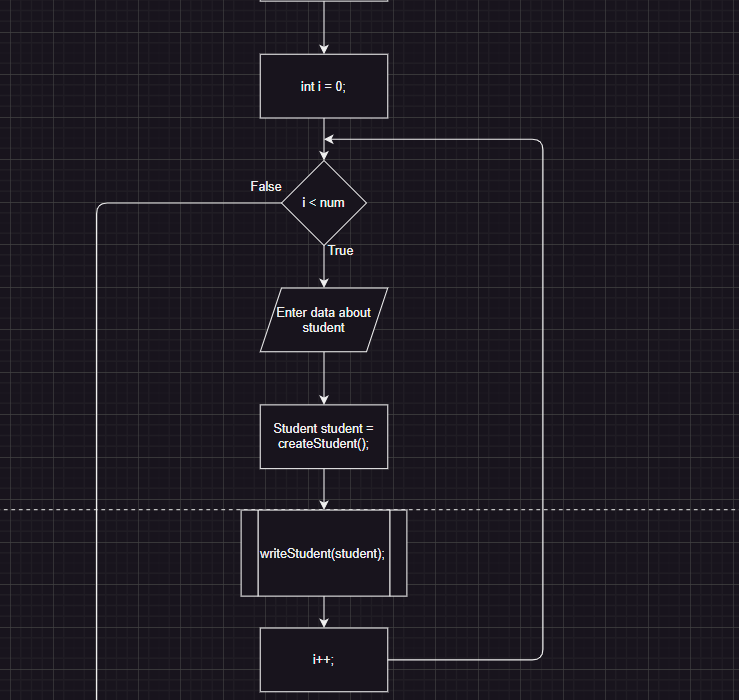 int i = 0;
False
i < num
True
Enter data about
student
Student student =
createStudent();
writeStudent(student);
i++;